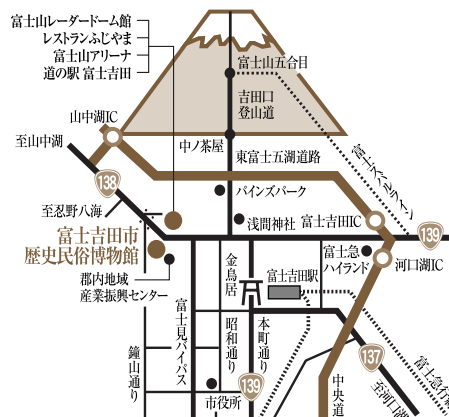 富士山レーダードーム館
レストランふじやま
富士山アリーナ
道の駅 富士吉田
富士山五合目
吉田口
登山道
山中湖IC
至山中湖
中ノ茶屋
東富士五湖道路
富士スバルライン
138
パインズパーク
至忍野八海
浅間神社
富士吉田IC
139
富士吉田市
歴史民俗博物館
富士急
ハイランド
河口湖IC
郡内地域
産業振興センター
金鳥居
富士吉田駅
富士見バイパス
昭和通り
本町通り
鐘山通り
137
139
市役所
中央道
至河口湖
富士急行線